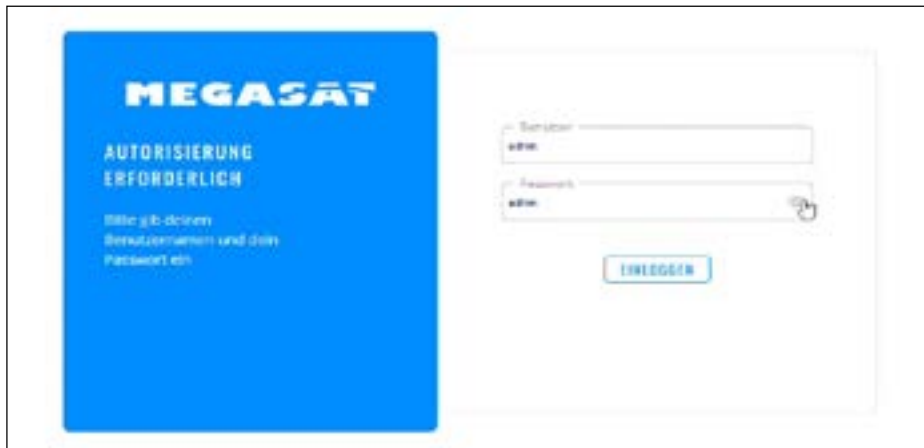 MEGASAT
AUTORISIERUNG
ERFORDERLICH
Bitte gib deinen
Benutzernamen und dein
Passwort ein
Benutzer
admin
Passwort
admin
EINLOGGEN